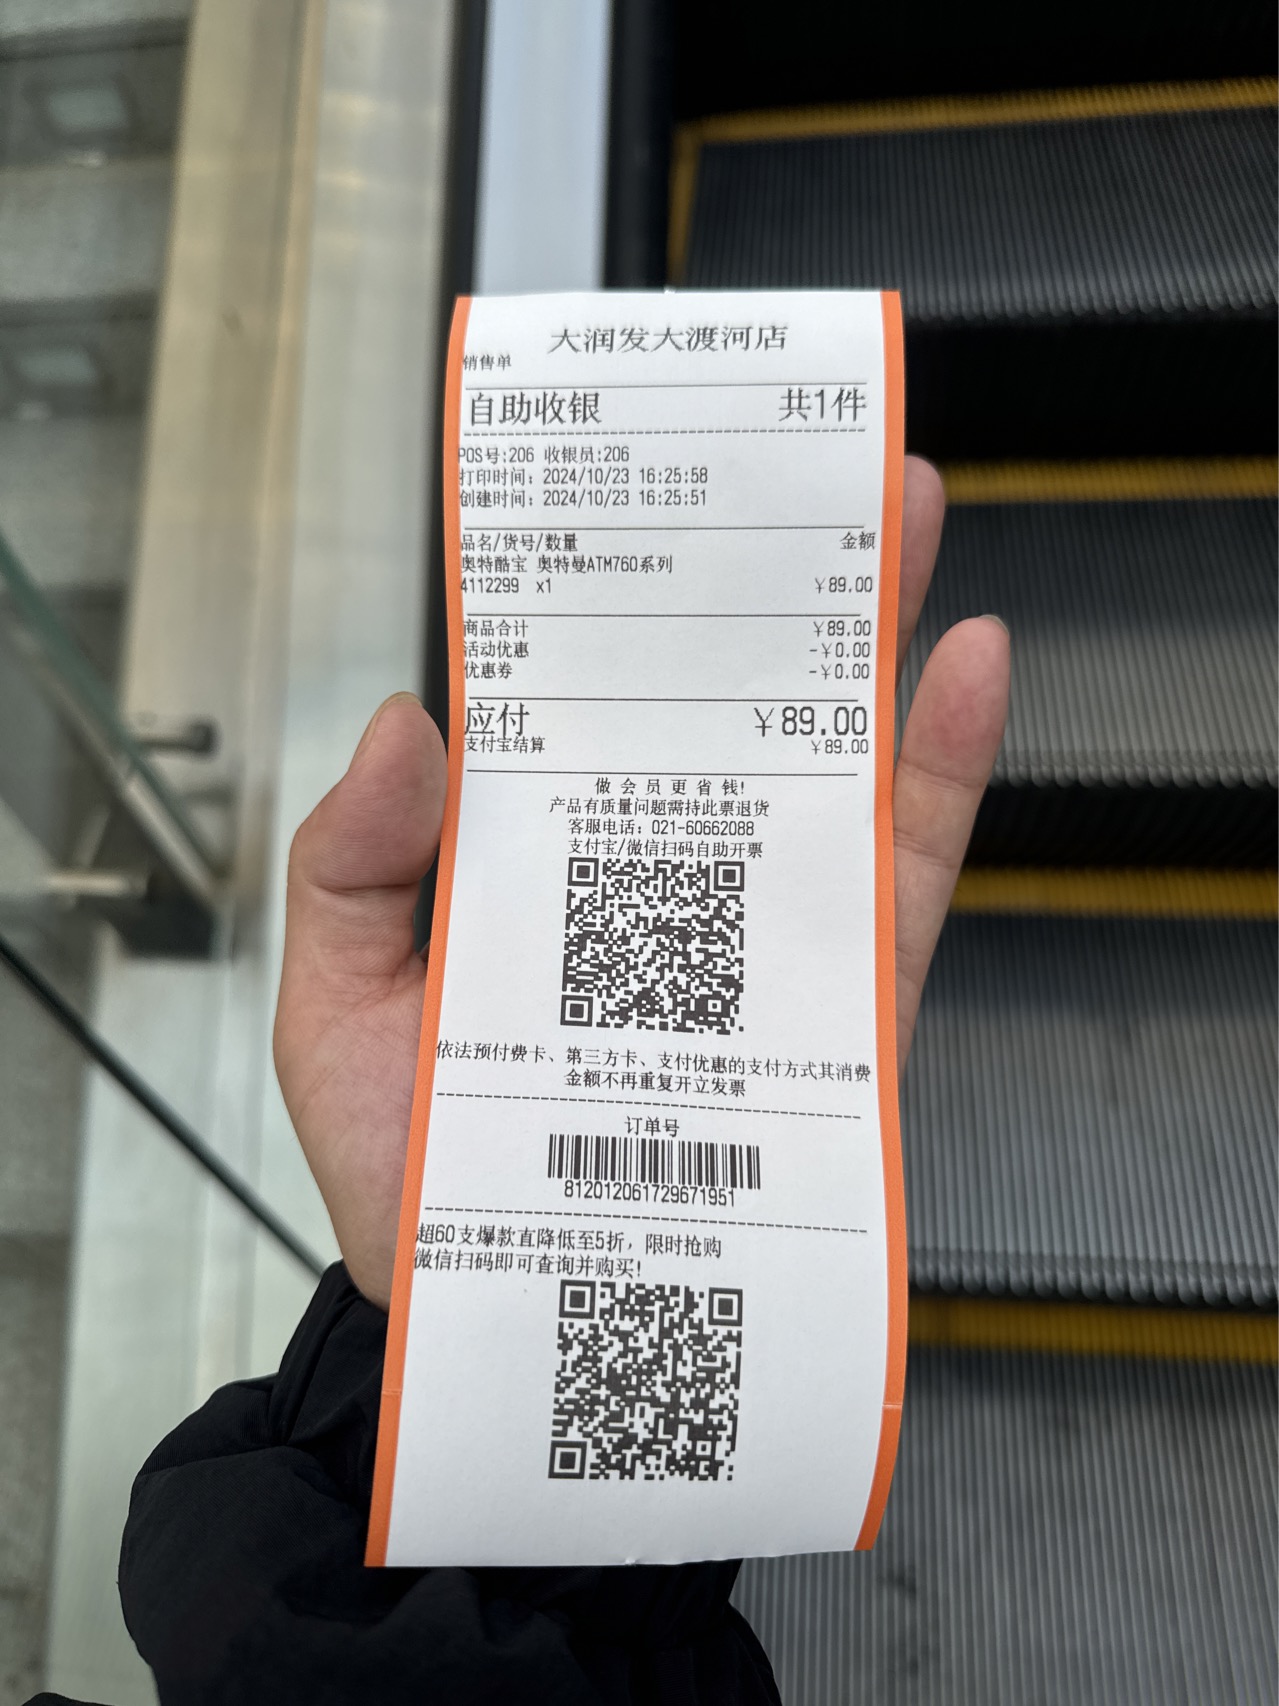 大润发大渡河店
销售单
自助收银 共1件
POS号:206 收银员:206
打印时间: 2024/10/23 16:25:58
创建时间: 2024/10/23 16:25:51
品名/货号/数量 金额
奥特酷宝 奥特曼ATM760系列
4112299 x1 ￥89.00
商品合计 ￥89.00
活动优惠 -￥0.00
优惠券 -￥0.00
应付 ￥89.00
支付宝结算 ￥89.00
做 会 员 更 省 钱!
产品有质量问题需持此票退货
客服电话: 021-60662088
支付宝/微信扫码自助开票
依法预付费卡、第三方卡、支付优惠的支付方式其消费
金额不再重复开立发票
订单号
812012061729671951
超60支爆款直降低至5折，限时抢购
微信扫码即可查询并购买!